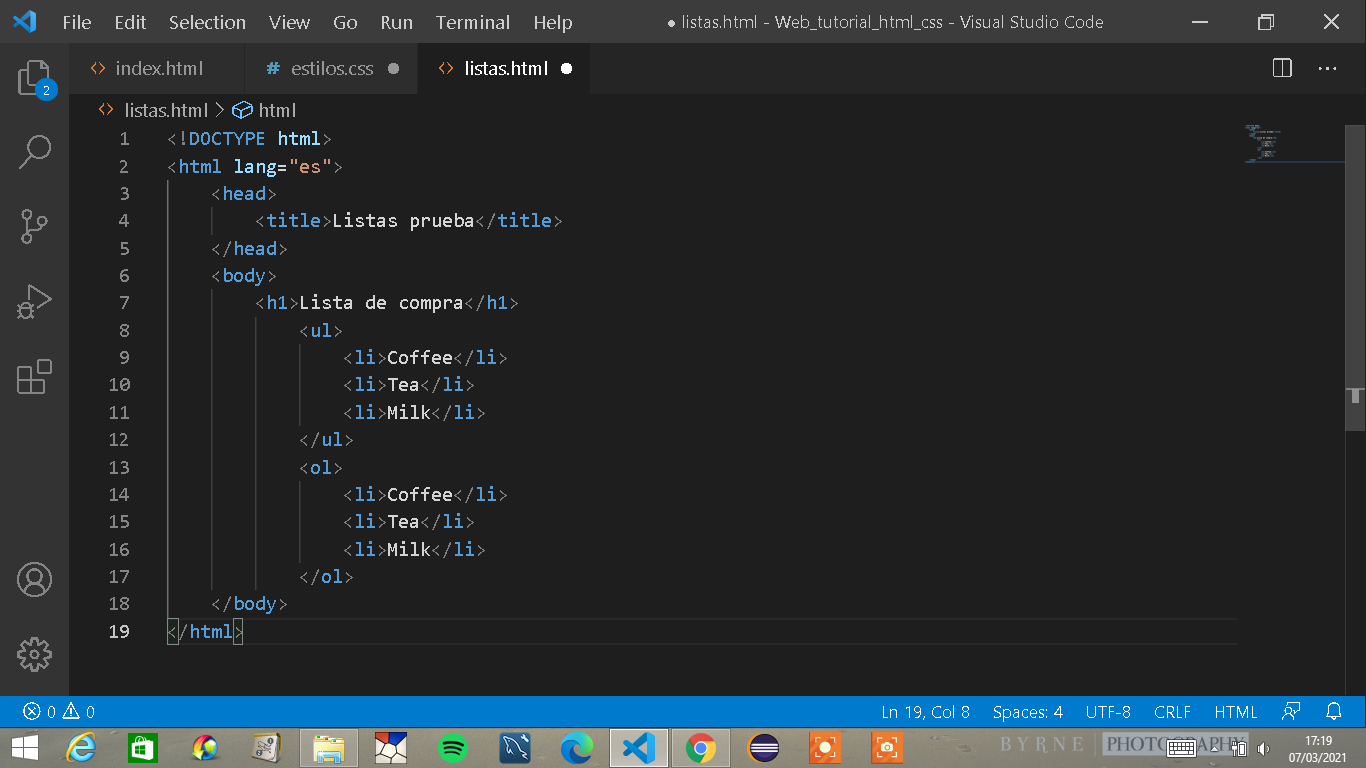 File Edit Selection View Go Run Terminal Help ● listas.html - Web_tutorial_html_css - Visual Studio Code
index.html # estilos.css ● listas.html ●
2
listas.html > html
1 <!DOCTYPE html>
2 <html lang="es">
3 <head>
4 <title>Listas prueba</title>
5 </head>
6 <body>
7 <h1>Lista de compra</h1>
8 <ul>
9 <li>Coffee</li>
10 <li>Tea</li>
11 <li>Milk</li>
12 </ul>
13 <ol>
14 <li>Coffee</li>
15 <li>Tea</li>
16 <li>Milk</li>
17 </ol>
18 </body>
19 </html>
0 0 Ln 19, Col 8 Spaces: 4 UTF-8 CRLF HTML
BYRNE PHOTOGRAPHY 17:19
07/03/2021